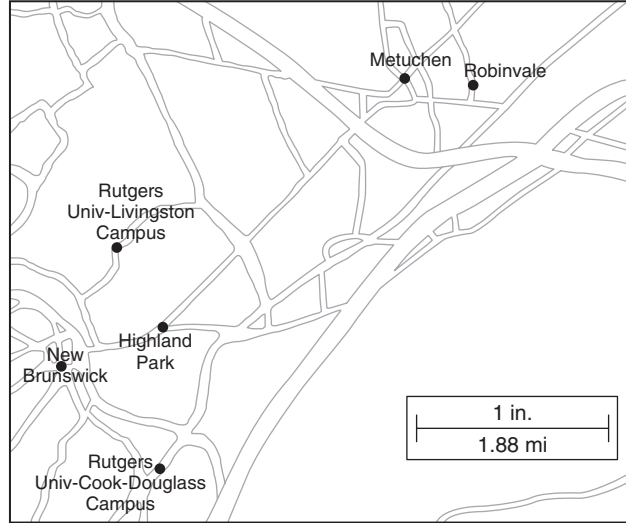 Metuchen
Robinvale
Rutgers
Univ-Livingston
Campus
Highland
Park
New
Brunswick
1 in.
1.88 mi
Rutgers
Univ-Cook-Douglass
Campus